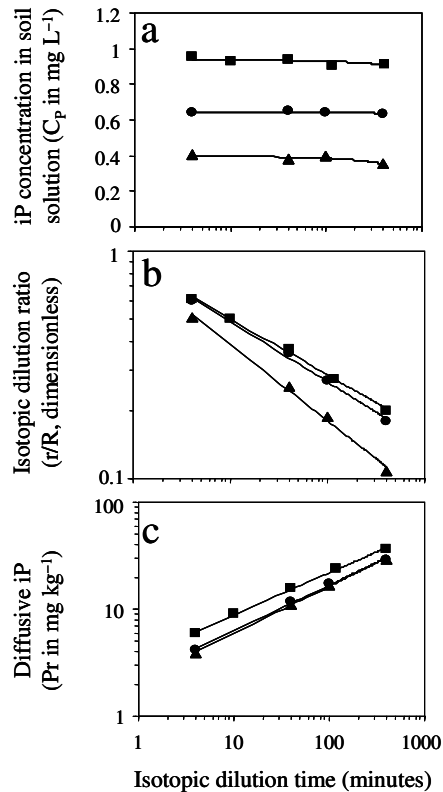 a
iP concentration in soil
solution (CP in mg L−1)
1.2
1
0.8
0.6
0.4
0.2
0
b
Isotopic dilution ratio
(r/R, dimensionless)
1
0.1
c
Diffusive iP
(Pr in mg kg−1)
100
10
1
1 10 100 1000
Isotopic dilution time (minutes)